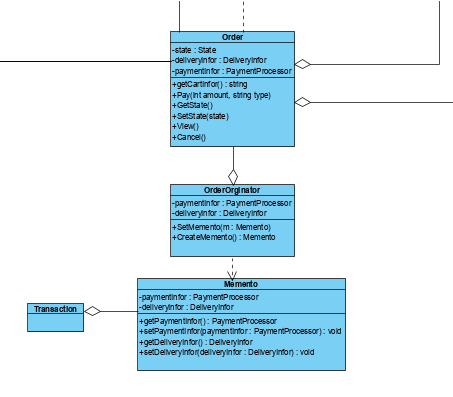 Order
-state : State
-deliveryInfor : DeliveryInfor
-paymentInfor : PaymentProcessor
+getCartInfor() : string
+Pay(int amount, string type)
+GetState()
+SetState(state)
+View()
+Cancel()
OrderOrginator
-paymentInfor : PaymentProcessor
-deliveryInfor : DeliveryInfor
+SetMemento(m : Memento)
+CreateMemento() : Memento
Memento
-paymentInfor : PaymentProcessor
-deliveryInfor : DeliveryInfor
+getPaymentInfor() : PaymentProcessor
+setPaymentInfor(paymentInfor : PaymentProcessor) : void
+getDeliveryInfor() : DeliveryInfor
+setDeliveryInfor(deliveryInfor : DeliveryInfor) : void
Transaction